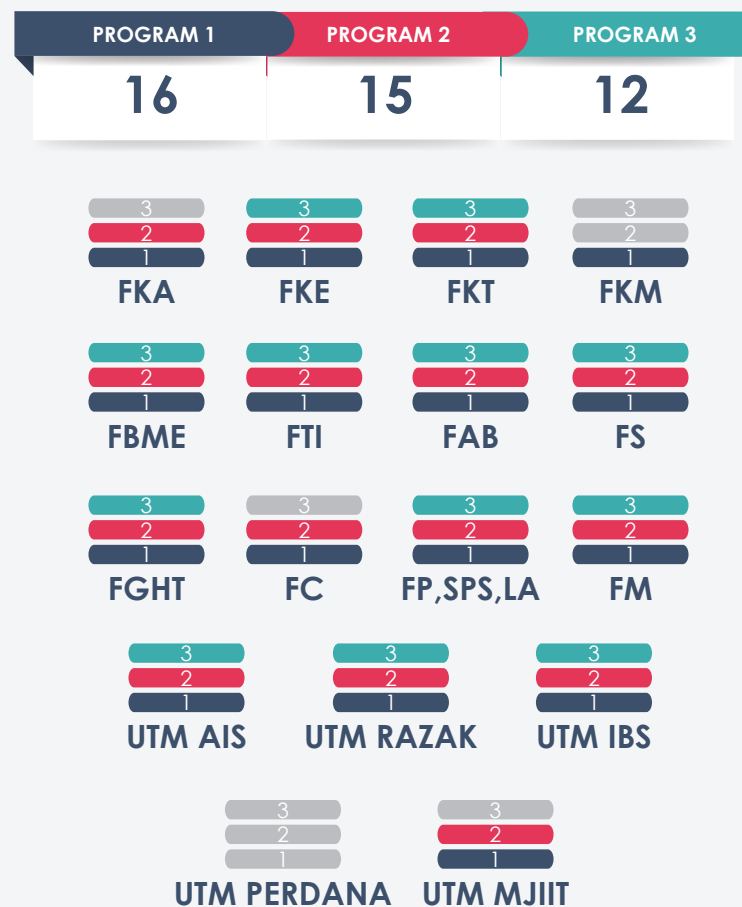 PROGRAM 1 PROGRAM 2 PROGRAM 3
16 15 12
3 3 3 3
2 2 2 2
1 1 1 1
FKA FKE FKT FKM
3 3 3 3
2 2 2 2
1 1 1 1
FBME FTI FAB FS
3 3 3 3
2 2 2 2
1 1 1 1
FGHT FC FP,SPS,LA FM
3 3 3
2 2 2
1 1 1
UTM AIS UTM RAZAK UTM IBS
3 3
2 2
1 1
UTM PERDANA UTM MJIIT